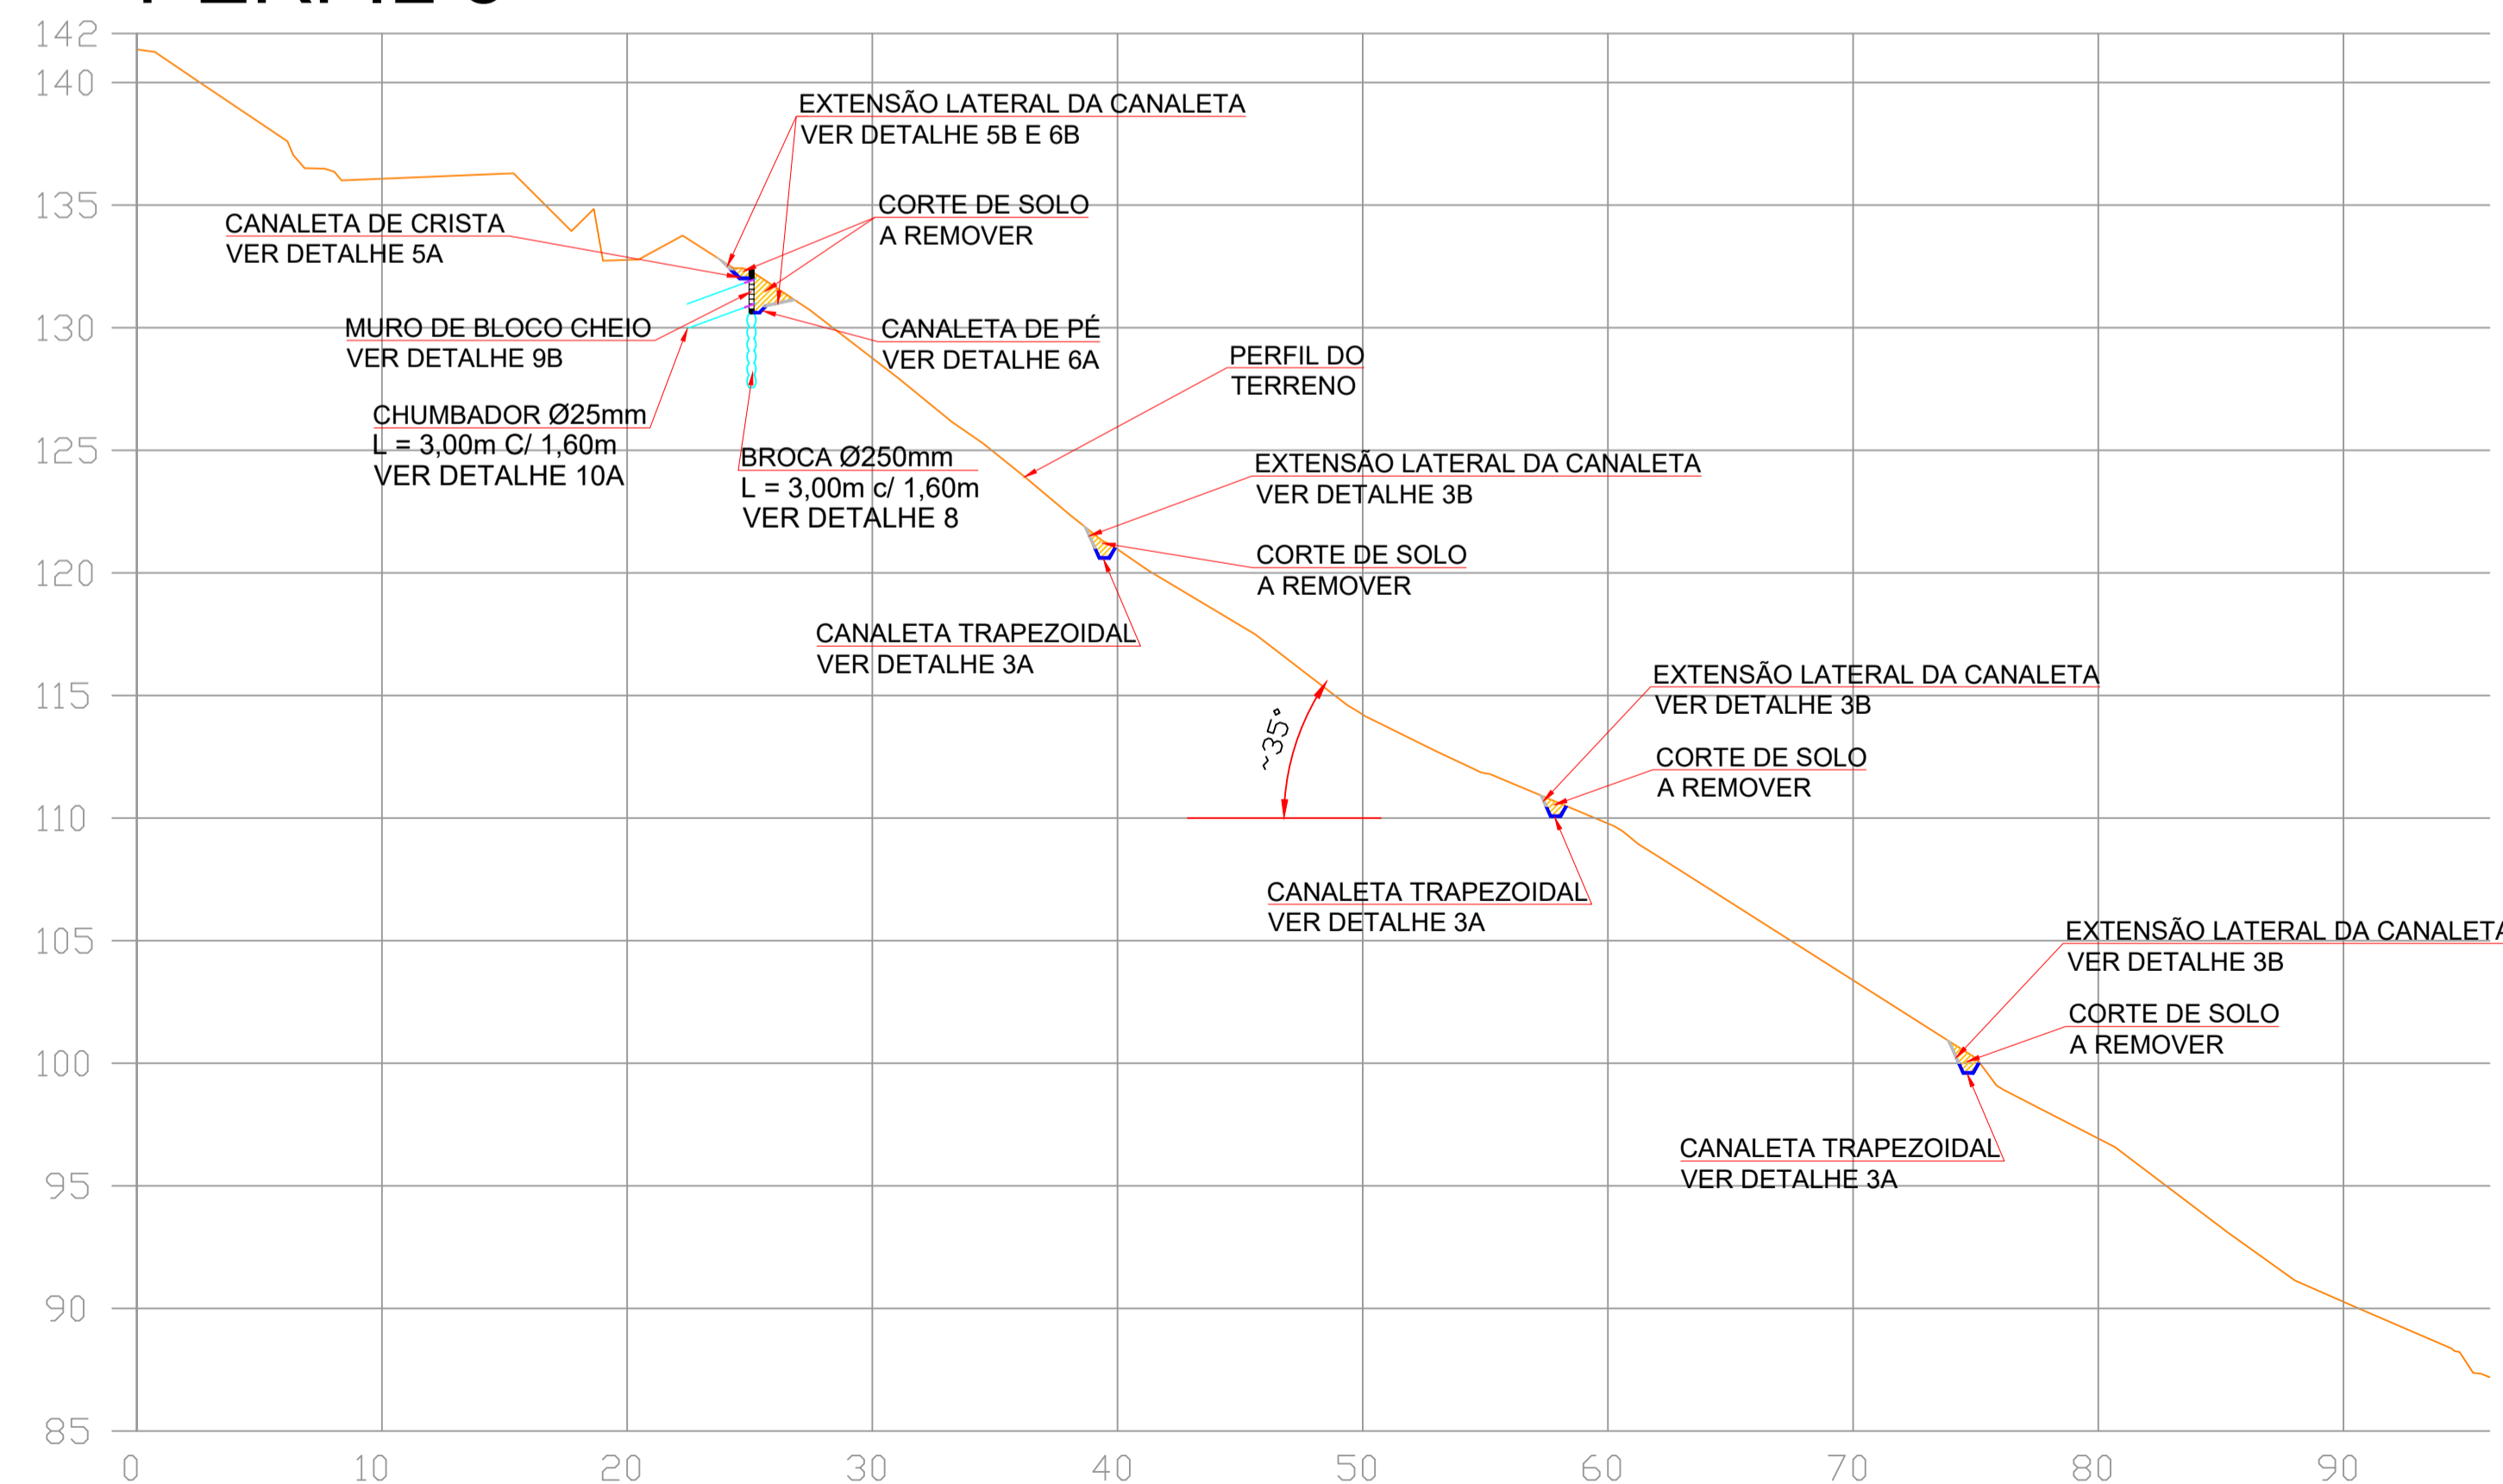 142
140
EXTENSÃO LATERAL DA CANALETA
VER DETALHE 5B E 6B
135
CORTE DE SOLO
A REMOVER
CANALETA DE CRISTA
VER DETALHE 5A
130
MURO DE BLOCO CHEIO
VER DETALHE 9B
CANALETA DE PÉ
VER DETALHE 6A
PERFIL DO
TERRENO
CHUMBADOR Ø25mm
L = 3,00m C/ 1,60m
VER DETALHE 10A
125
BROCA Ø250mm
L = 3,00m c/ 1,60m
VER DETALHE 8
EXTENSÃO LATERAL DA CANALETA
VER DETALHE 3B
120
CORTE DE SOLO
A REMOVER
CANALETA TRAPEZOIDAL
VER DETALHE 3A
115
EXTENSÃO LATERAL DA CANALETA
VER DETALHE 3B
~35°
CORTE DE SOLO
A REMOVER
110
CANALETA TRAPEZOIDAL
VER DETALHE 3A
105
EXTENSÃO LATERAL DA CANALETA
VER DETALHE 3B
CORTE DE SOLO
A REMOVER
100
CANALETA TRAPEZOIDAL
VER DETALHE 3A
95
90
85
0 10 20 30 40 50 60 70 80 90